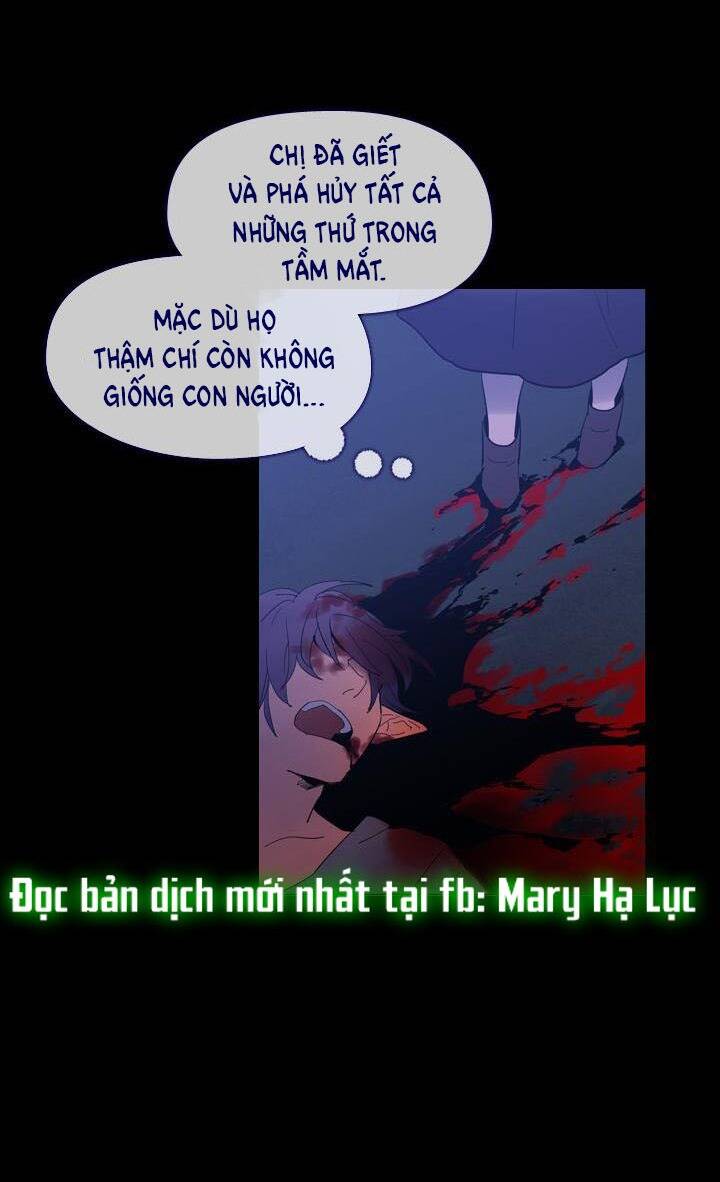 CHỊ ĐÃ GIẾT
VÀ PHÁ HỦY TẤT CẢ
NHỮNG THỨ TRONG
TẦM MẮT.
MẶC DÙ HỌ
THẬM CHÍ CÒN KHÔNG
GIỐNG CON NGƯỜI...
Đọc bản dịch mới nhất tại fb: Mary Hạ Lục